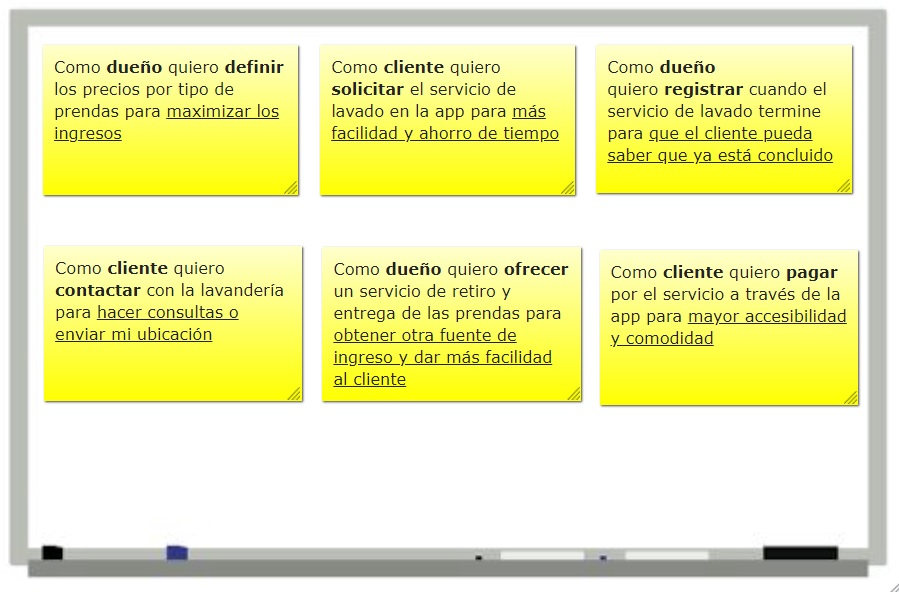 Como dueño quiero definir
los precios por tipo de
prendas para maximizar los
ingresos
Como cliente quiero
solicitar el servicio de
lavado en la app para más
facilidad y ahorro de tiempo
Como dueño
quiero registrar cuando el
servicio de lavado termine
para que el cliente pueda
saber que ya está concluido
Como cliente quiero
contactar con la lavandería
para hacer consultas o
enviar mi ubicación
Como dueño quiero ofrecer
un servicio de retiro y
entrega de las prendas para
obtener otra fuente de
ingreso y dar más facilidad
al cliente
Como cliente quiero pagar
por el servicio a través de la
app para mayor accesibilidad
y comodidad